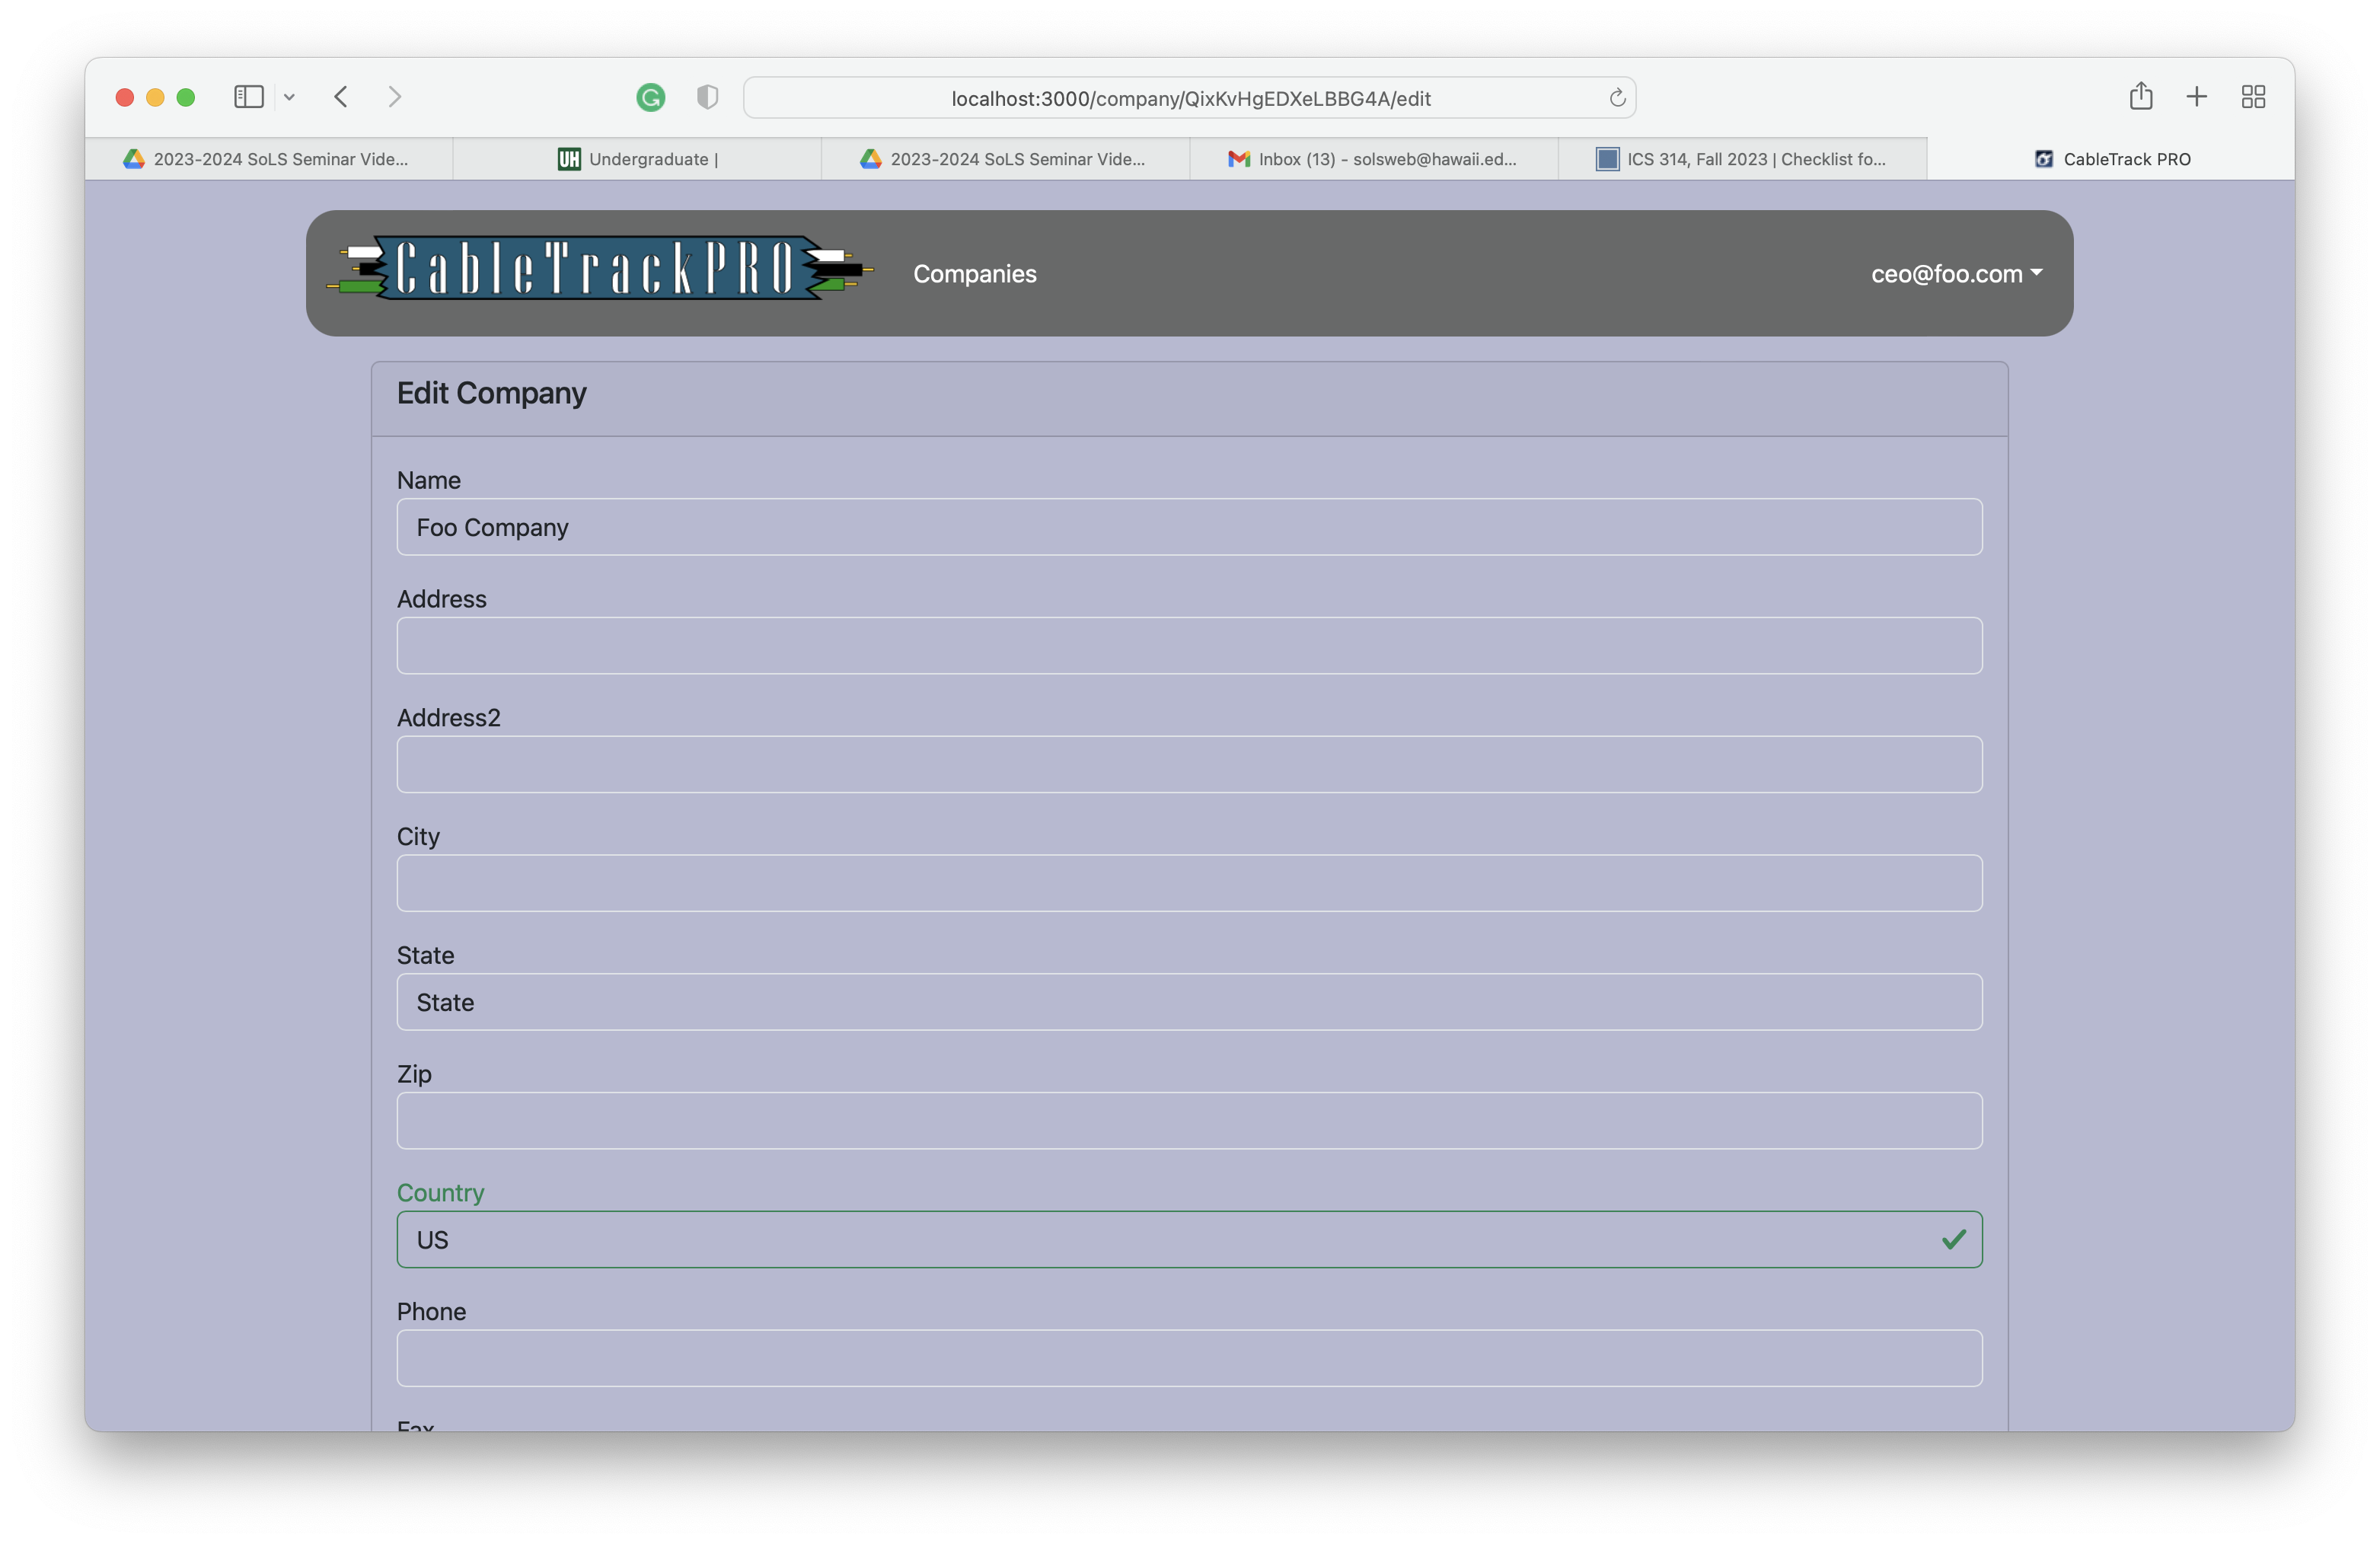 localhost:3000/company/QixKvHgEDXeLBBG4A/edit
2023-2024 SoLS Seminar Vide...
UH Undergraduate |
2023-2024 SoLS Seminar Vide...
Inbox (13) - solsweb@hawaii.ed...
ICS 314, Fall 2023 | Checklist fo...
CableTrack PRO
CableTrackPRO
Companies
ceo@foo.com
Edit Company
Name
Foo Company
Address
Address2
City
State
State
Zip
Country
US
Phone
Fax